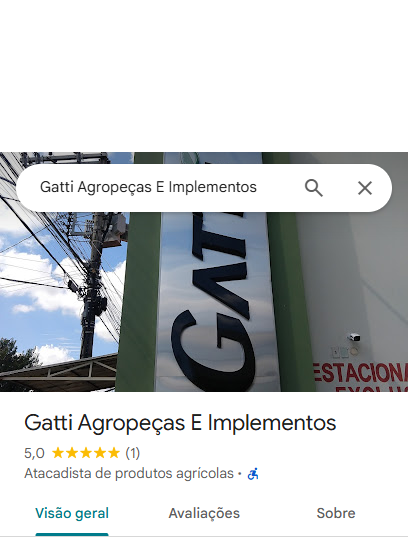 Gatti Agropeças E Implementos
GATTI
ESTACIONA
EXCLU
Gatti Agropeças E Implementos
5,0 (1)
Atacadista de produtos agrícolas ·
Visão geral
Avaliações
Sobre